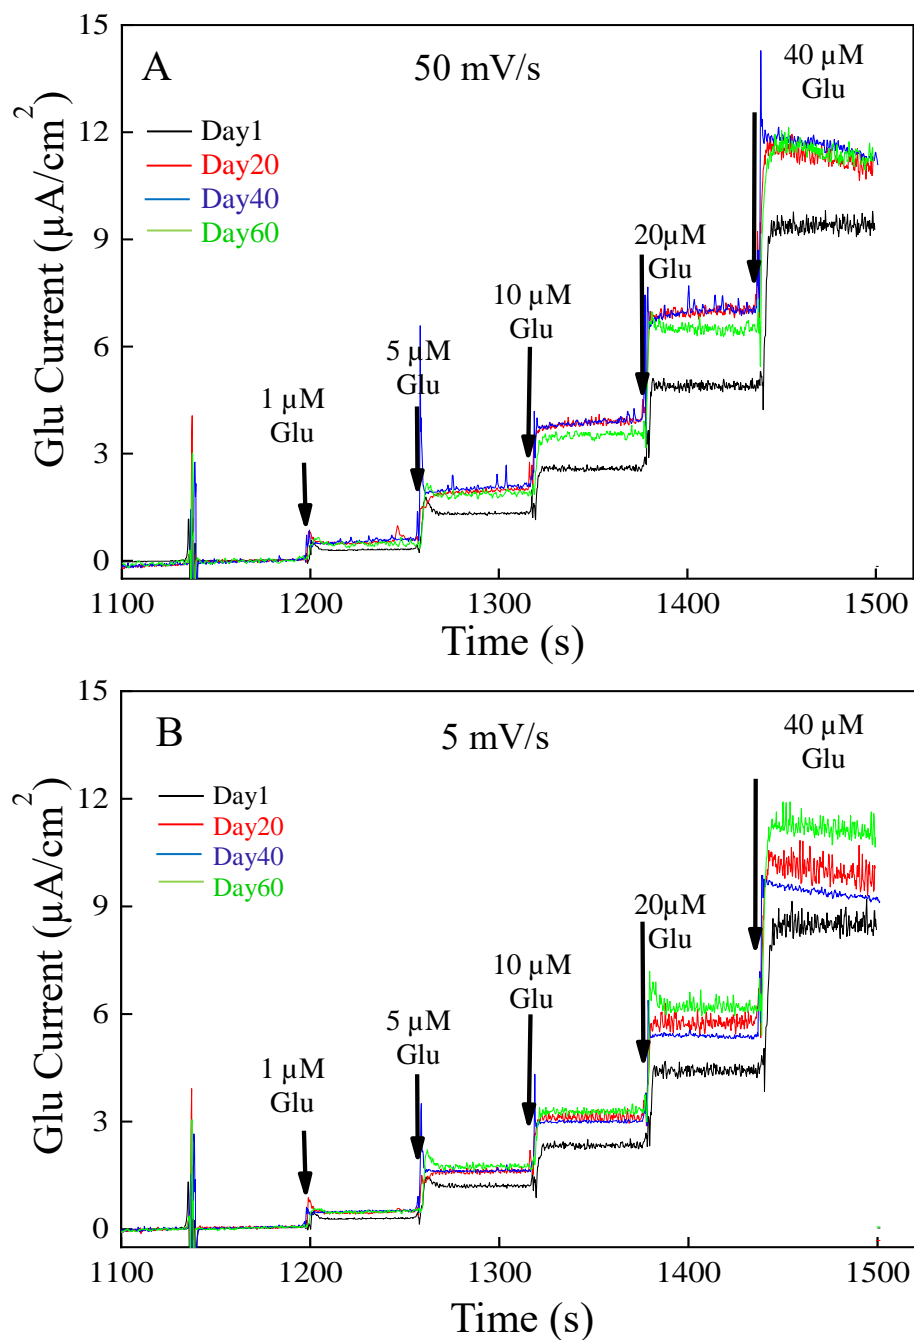 15
A
50 mV/s
40 µM
Glu
Day1
Day20
Day40
Day60
12
9
20µM
Glu
10 µM
Glu
6
5 µM
Glu
1 µM
Glu
3
0
Glu Current (µA/cm²)
1100
1200
1300
1400
1500
Time (s)
15
B
5 mV/s
40 µM
Glu
Day1
Day20
Day40
Day60
12
9
20µM
Glu
10 µM
Glu
6
5 µM
Glu
1 µM
Glu
3
0
Glu Current (µA/cm²)
1100
1200
1300
1400
1500
Time (s)